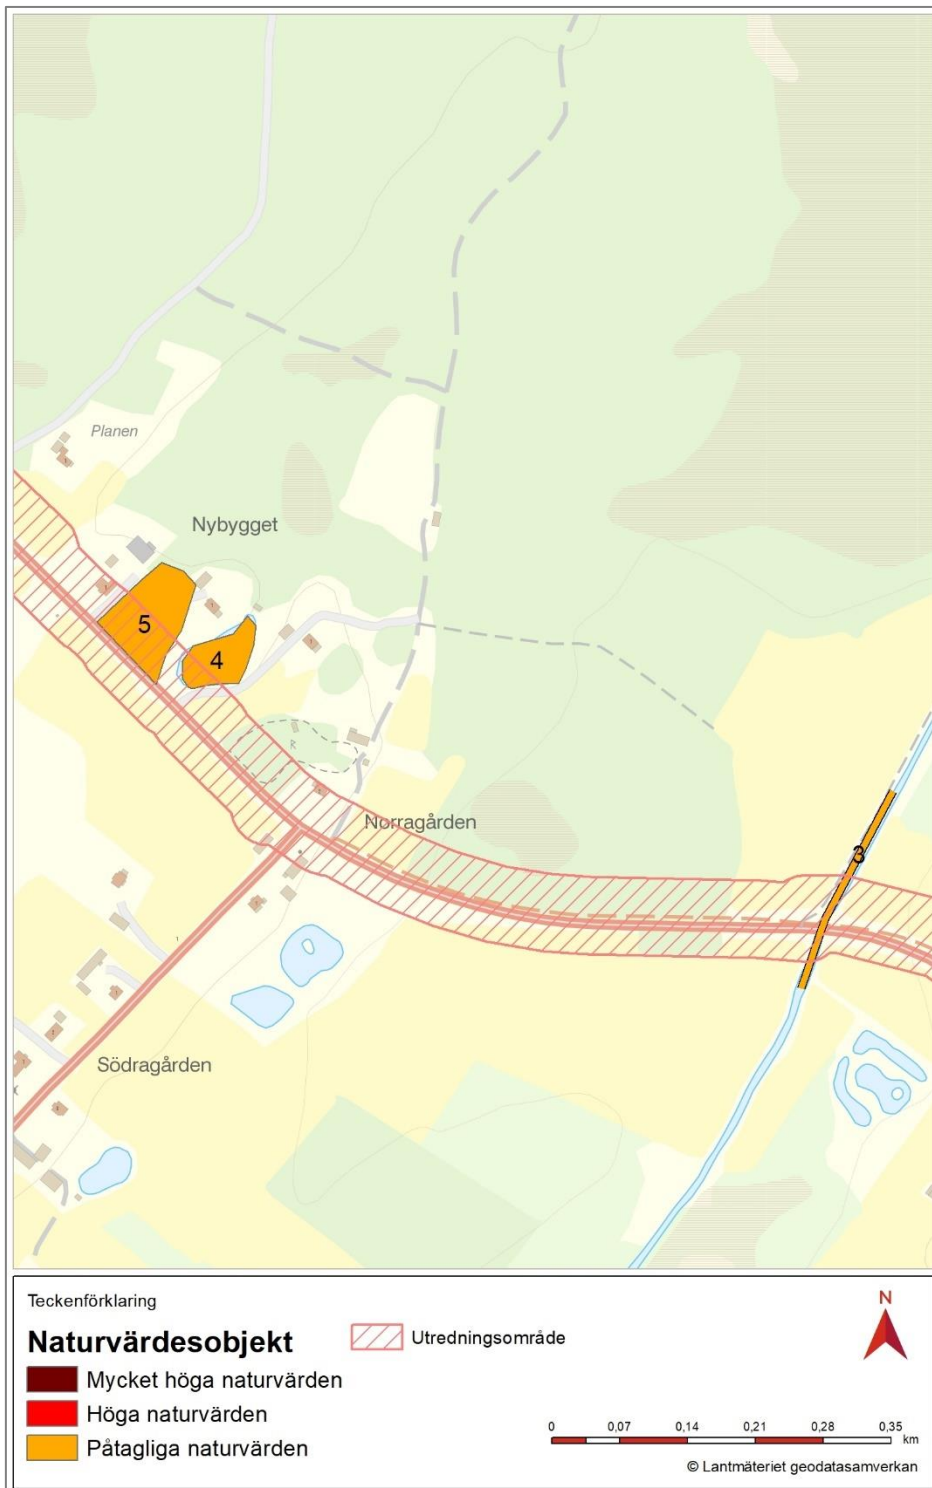 Planen
Nybygget
5
4
R
Norragården
3
Södragården
Teckenförklaring
Naturvärdesobjekt
Utredningsområde
N
Mycket höga naturvärden
Höga naturvärden
Påtagliga naturvärden
0 0,07 0,14 0,21 0,28 0,35
km
© Lantmäteriet geodatasamverkan